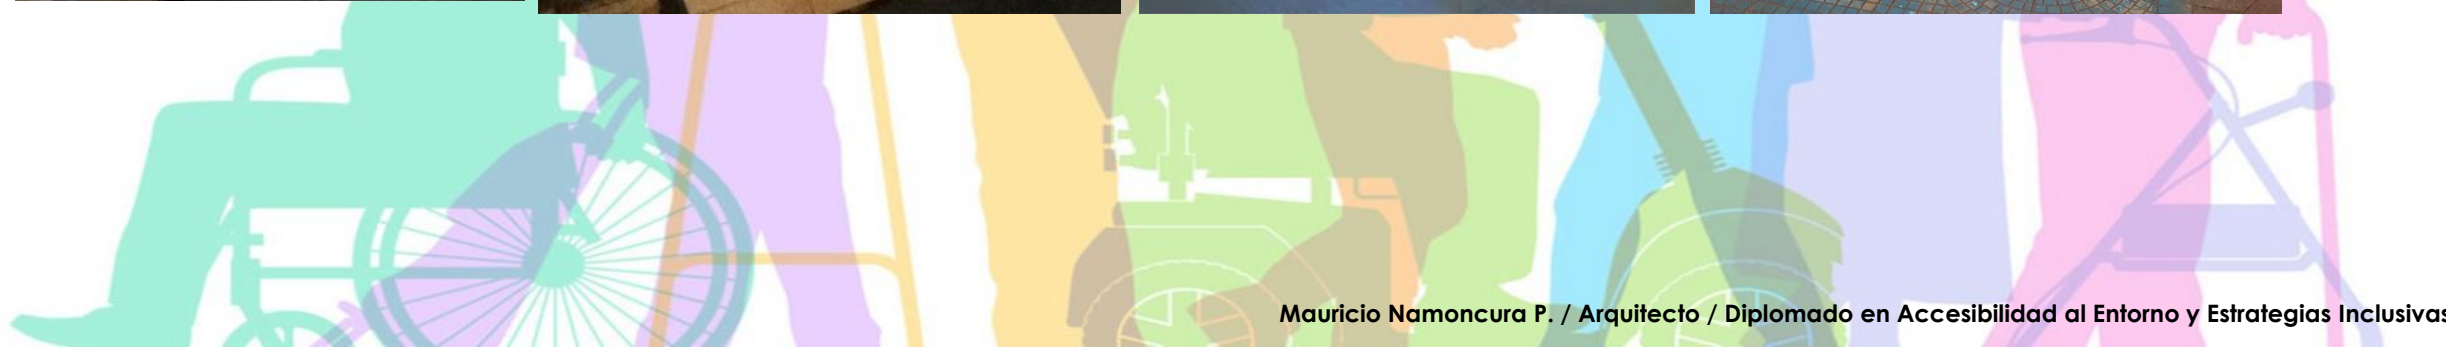 Mauricio Namoncura P. / Arquitecto / Diplomado en Accesibilidad al Entorno y Estrategias Inclusivas